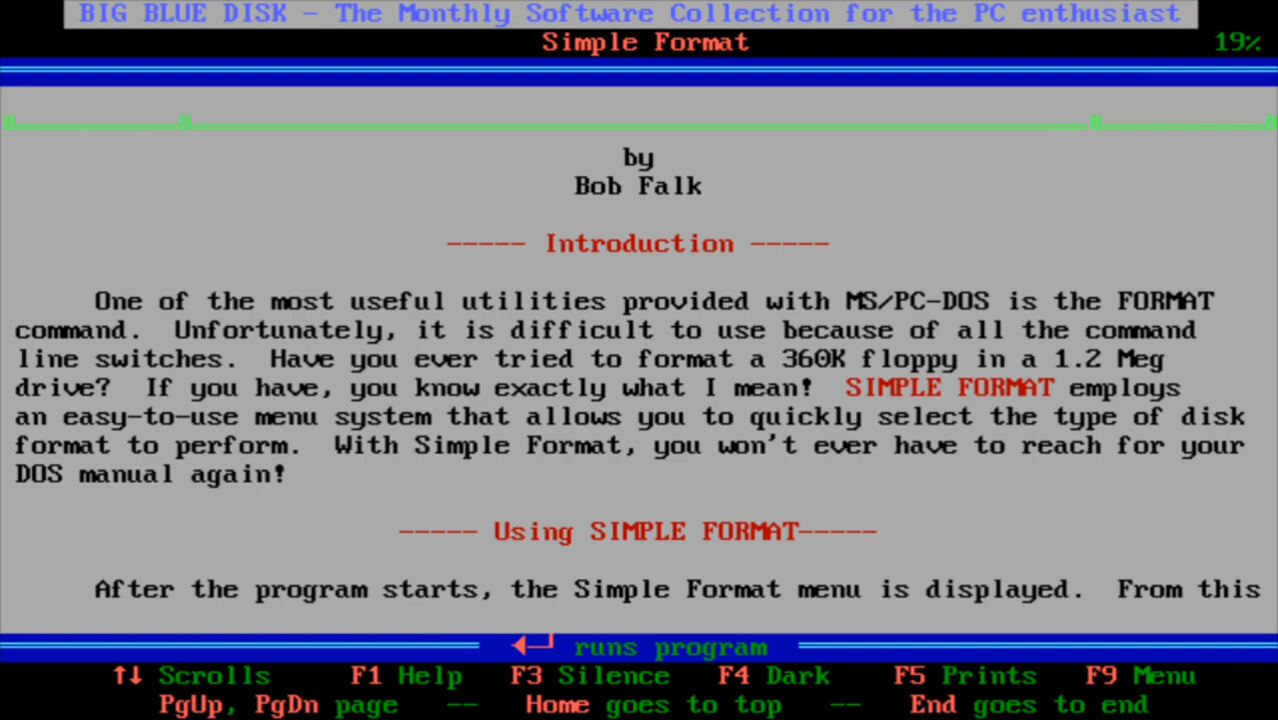 BIG BLUE DISK - The Monthly Software Collection for the PC enthusiast
Simple Format 19%
by
Bob Falk
----- Introduction -----
One of the most useful utilities provided with MS/PC-DOS is the FORMAT
command. Unfortunately, it is difficult to use because of all the command
line switches. Have you ever tried to format a 360K floppy in a 1.2 Meg
drive? If you have, you know exactly what I mean! SIMPLE FORMAT employs
an easy-to-use menu system that allows you to quickly select the type of disk
format to perform. With Simple Format, you won't ever have to reach for your
DOS manual again!
----- Using SIMPLE FORMAT-----
After the program starts, the Simple Format menu is displayed. From this
◄─┘ runs program
↑↓ Scrolls F1 Help F3 Silence F4 Dark F5 Prints F9 Menu
PgUp, PgDn page -- Home goes to top -- End goes to end